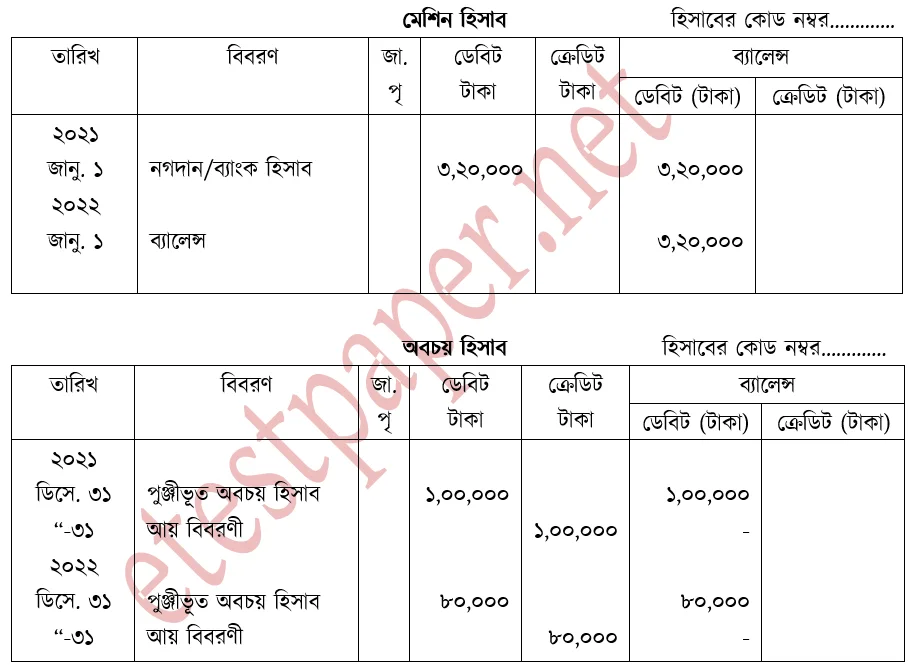 মেশিন হিসাব হিসাবের কোড নম্বর.............
তারিখ বিবরণ জা. ডেবিট ক্রেডিট ব্যালেন্স
পৃ টাকা টাকা ডেবিট (টাকা) ক্রেডিট (টাকা)
২০২১
জানু. ১ নগদান/ব্যাংক হিসাব ৩,২০,০০০ ৩,২০,০০০
২০২২
জানু. ১ ব্যালেন্স ৩,২০,০০০
অবচয় হিসাব হিসাবের কোড নম্বর.............
তারিখ বিবরণ জা. ডেবিট ক্রেডিট ব্যালেন্স
পৃ টাকা টাকা ডেবিট (টাকা) ক্রেডিট (টাকা)
২০২১
ডিসে. ৩১ পুঞ্জীভূত অবচয় হিসাব ১,০০,০০০ ১,০০,০০০
“-৩১ আয় বিবরণী ১,০০,০০০ -
২০২২
ডিসে. ৩১ পুঞ্জীভূত অবচয় হিসাব ৮০,০০০ ৮০,০০০
“-৩১ আয় বিবরণী ৮০,০০০ -
etestpaper.net